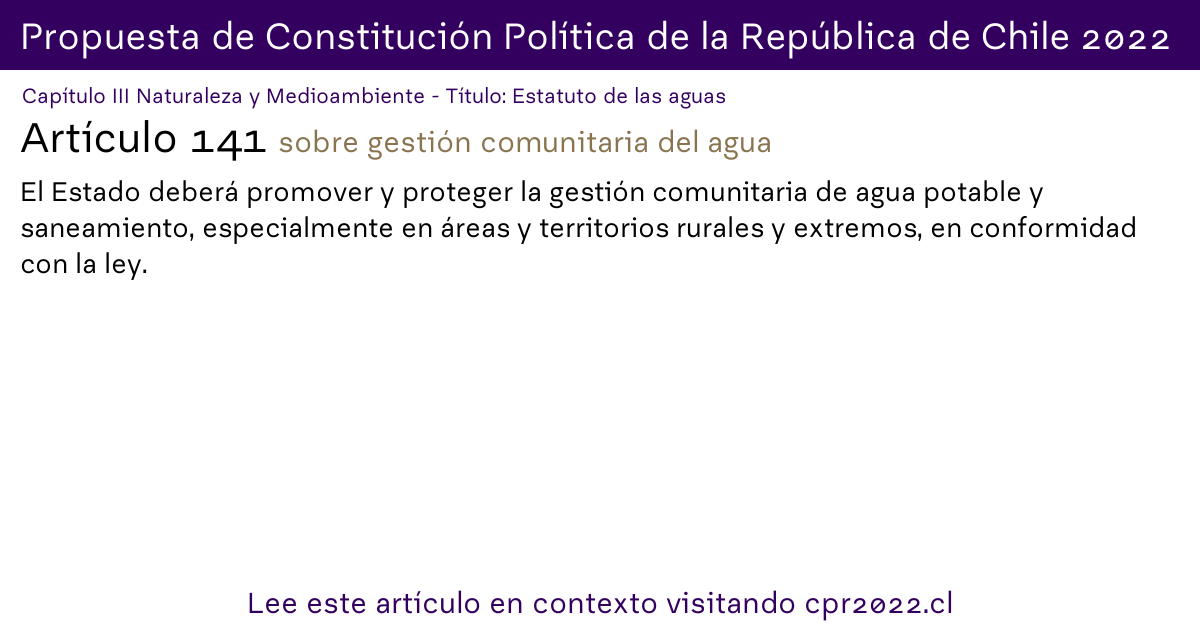 Propuesta de Constitución Política de la República de Chile 2022
Capítulo III Naturaleza y Medioambiente - Título: Estatuto de las aguas
Artículo 141 sobre gestión comunitaria del agua
El Estado deberá promover y proteger la gestión comunitaria de agua potable y
saneamiento, especialmente en áreas y territorios rurales y extremos, en conformidad
con la ley.
Lee este artículo en contexto visitando cpr2022.cl